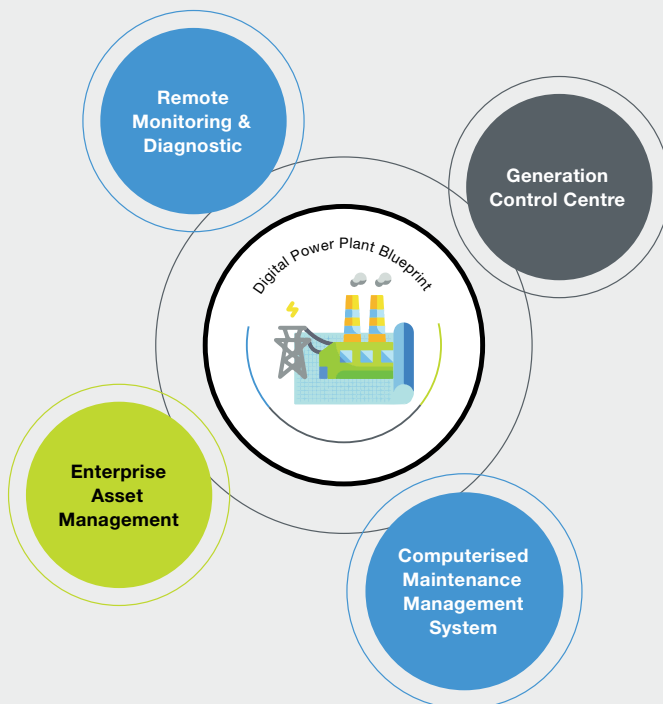 Remote
Monitoring &
Diagnostic
Generation
Control Centre
Digital Power Plant Blueprint
Enterprise
Asset
Management
Computerised
Maintenance
Management
System